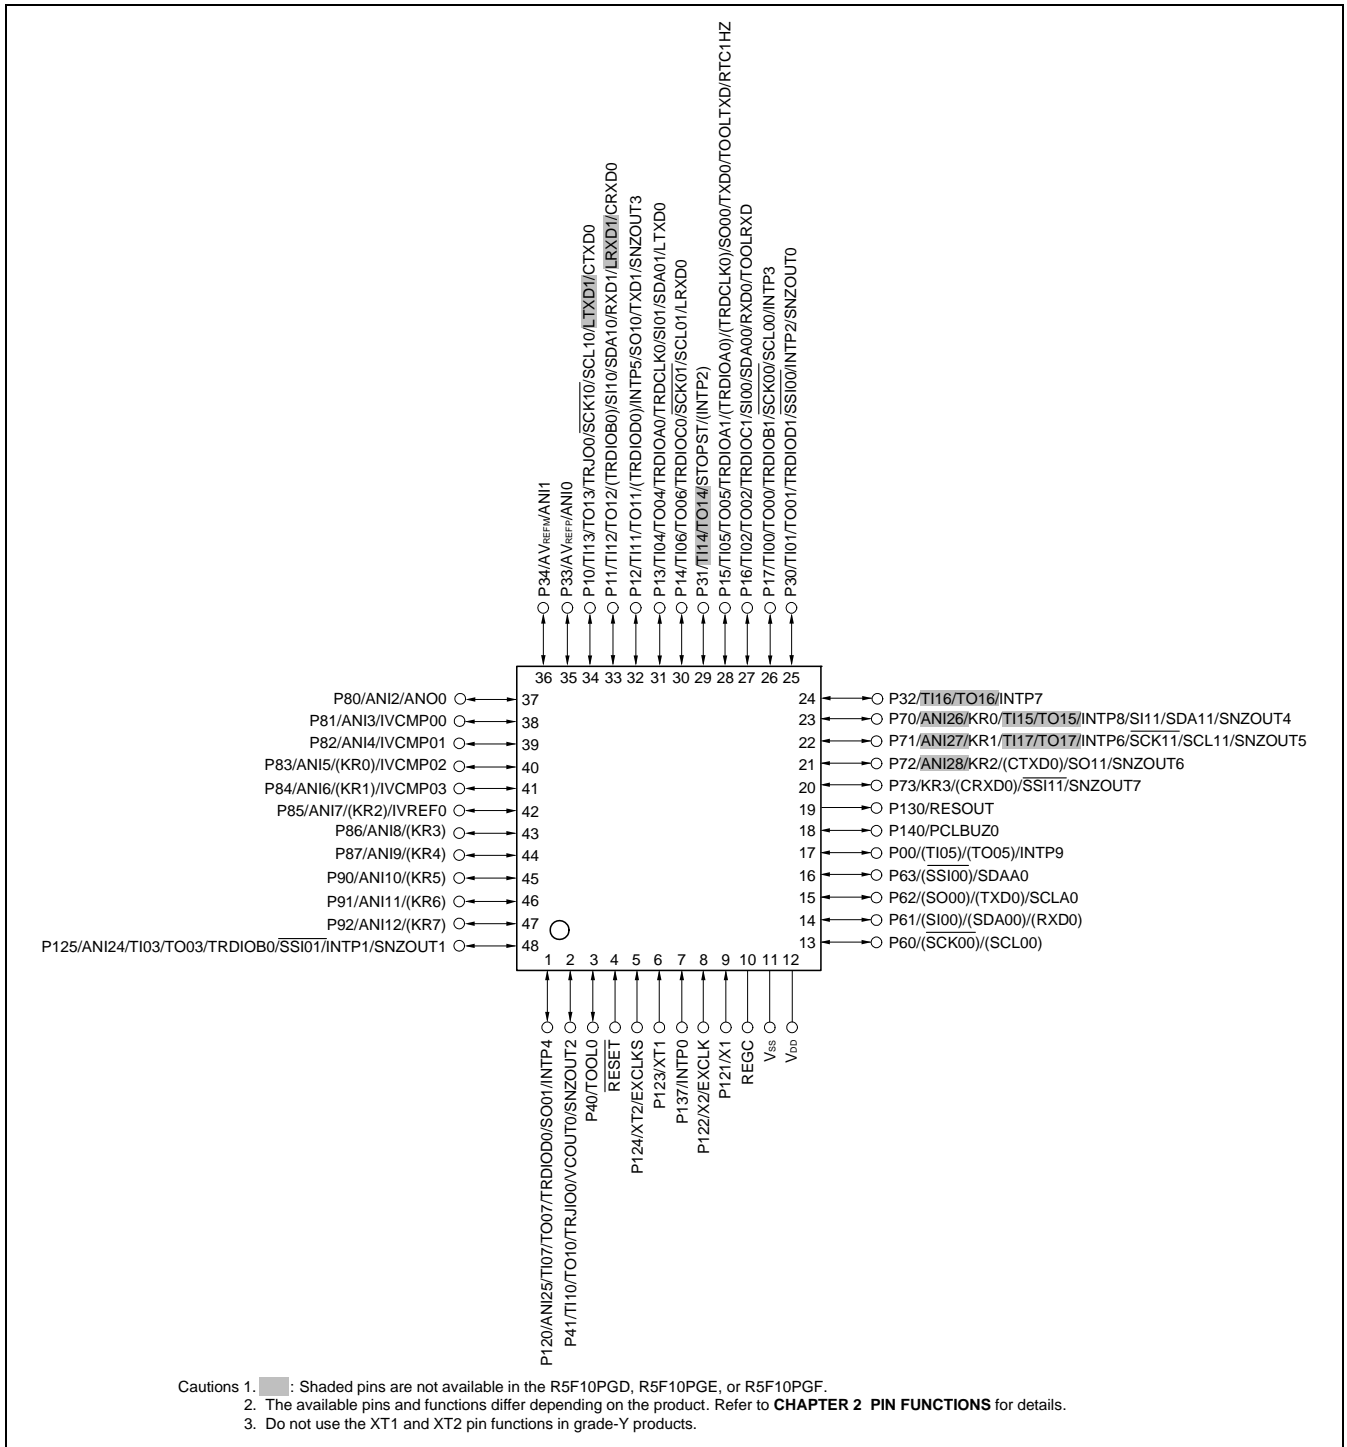 P34/AVREFM/ANI1
P33/AVREFP/ANI0
P10/TI13/TO13/TRJO0/SCK10/SCL10/LTXD1/CTXD0
P11/TI12/TO12/(TRDIOB0)/SI10/SDA10/RXD1/LRXD1/CRXD0
P12/TI11/TO11/(TRDIOD0)/INTP5/SO10/TXD1/SNZOUT3
P13/TI04/TO04/TRDIOA0/TRDCLK0/SI01/SDA01/LTXD0
P14/TI06/TO06/TRDIOC0/SCK01/SCL01/LRXD0
P31/TI14/TO14/STOPST/(INTP2)
P15/TI05/TO05/TRDIOA1/(TRDIOA0)/(TRDCLK0)/SO00/TXD0/TOOLTXD/RTC1HZ
P16/TI02/TO02/TRDIOC1/SI00/SDA00/RXD0/TOOLRXD
P17/TI00/TO00/TRDIOB1/SCK00/SCL00/INTP3
P30/TI01/TO01/TRDIOD1/SSI00/INTP2/SNZOUT0
36 35 34 33 32 31 30 29 28 27 26 25
P80/ANI2/ANO0 37
P81/ANI3/IVCMP00 38
P82/ANI4/IVCMP01 39
P83/ANI5/(KR0)/IVCMP02 40
P84/ANI6/(KR1)/IVCMP03 41
P85/ANI7/(KR2)/IVREF0 42
P86/ANI8/(KR3) 43
P87/ANI9/(KR4) 44
P90/ANI10/(KR5) 45
P91/ANI11/(KR6) 46
P92/ANI12/(KR7) 47
P125/ANI24/TI03/TO03/TRDIOB0/SSI01/INTP1/SNZOUT1 48
24 P32/TI16/TO16/INTP7
23 P70/ANI26/KR0/TI15/TO15/INTP8/SI11/SDA11/SNZOUT4
22 P71/ANI27/KR1/TI17/TO17/INTP6/SCK11/SCL11/SNZOUT5
21 P72/ANI28/KR2/(CTXD0)/SO11/SNZOUT6
20 P73/KR3/(CRXD0)/SSI11/SNZOUT7
19 P130/RESOUT
18 P140/PCLBUZ0
17 P00/(TI05)/(TO05)/INTP9
16 P63/(SSI00)/SDAA0
15 P62/(SO00)/(TXD0)/SCLA0
14 P61/(SI00)/(SDA00)/(RXD0)
13 P60/(SCK00)/(SCL00)
1 2 3 4 5 6 7 8 9 10 11 12
P120/ANI25/TI07/TO07/TRDIOD0/SO01/INTP4
P41/TI10/TO10/TRJIO0/VCOUT0/SNZOUT2
P40/TOOL0
RESET
P124/XT2/EXCLKS
P123/XT1
P137/INTP0
P122/X2/EXCLK
P121/X1
REGC
VSS
VDD
Cautions 1. : Shaded pins are not available in the R5F10PGD, R5F10PGE, or R5F10PGF.
2. The available pins and functions differ depending on the product. Refer to CHAPTER 2 PIN FUNCTIONS for details.
3. Do not use the XT1 and XT2 pin functions in grade-Y products.